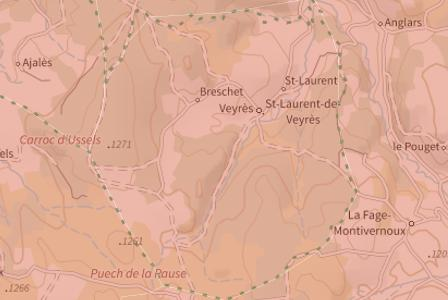 Anglars
Ajalès
St-Laurent
Breschet
Veyrès
St-Laurent-de-
Veyrès
Carroc d'Ussels
.1271
le Pouget
els
La Fage-
Montivernoux
.1261
.120
Puech de la Rause
.1266